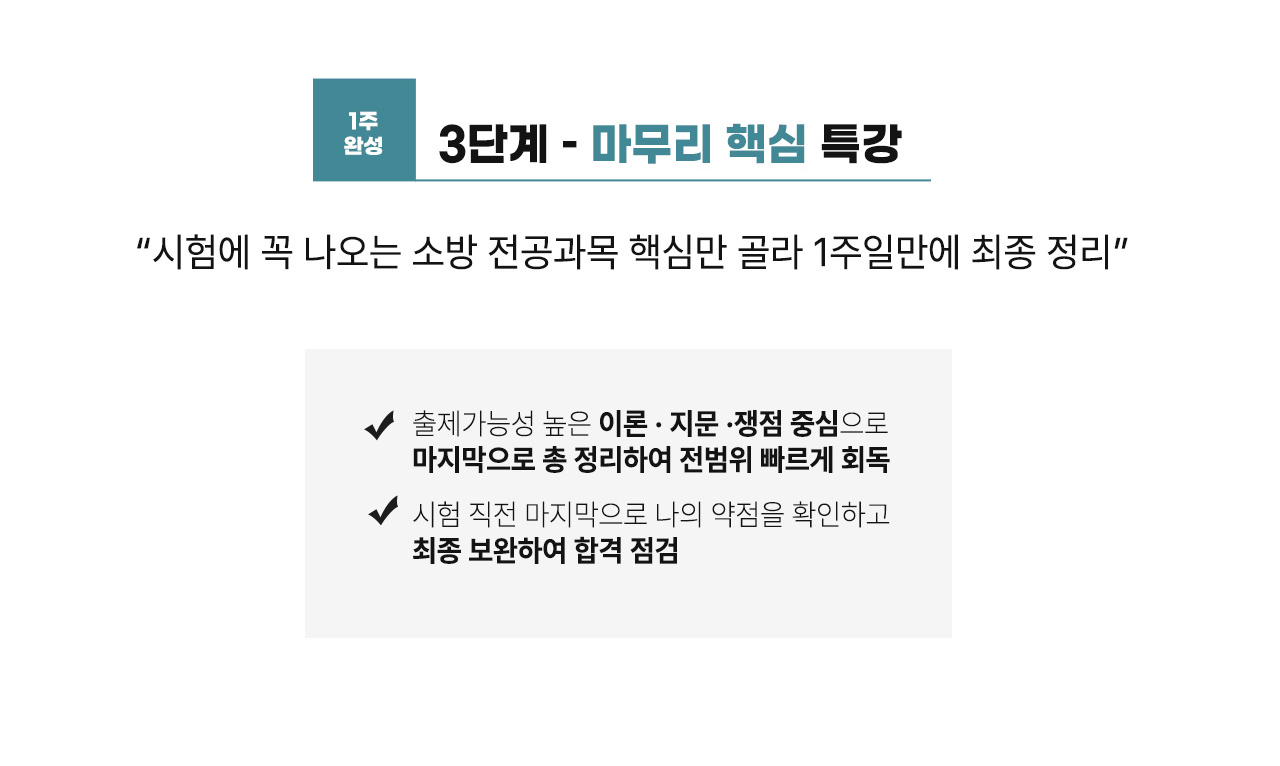 1주
완성
3단계 - 마무리 핵심 특강
“시험에 꼭 나오는 소방 전공과목 핵심만 골라 1주일만에 최종 정리”
출제가능성 높은 이론 · 지문 ·쟁점 중심으로
마지막으로 총 정리하여 전범위 빠르게 회독
시험 직전 마지막으로 나의 약점을 확인하고
최종 보완하여 합격 점검